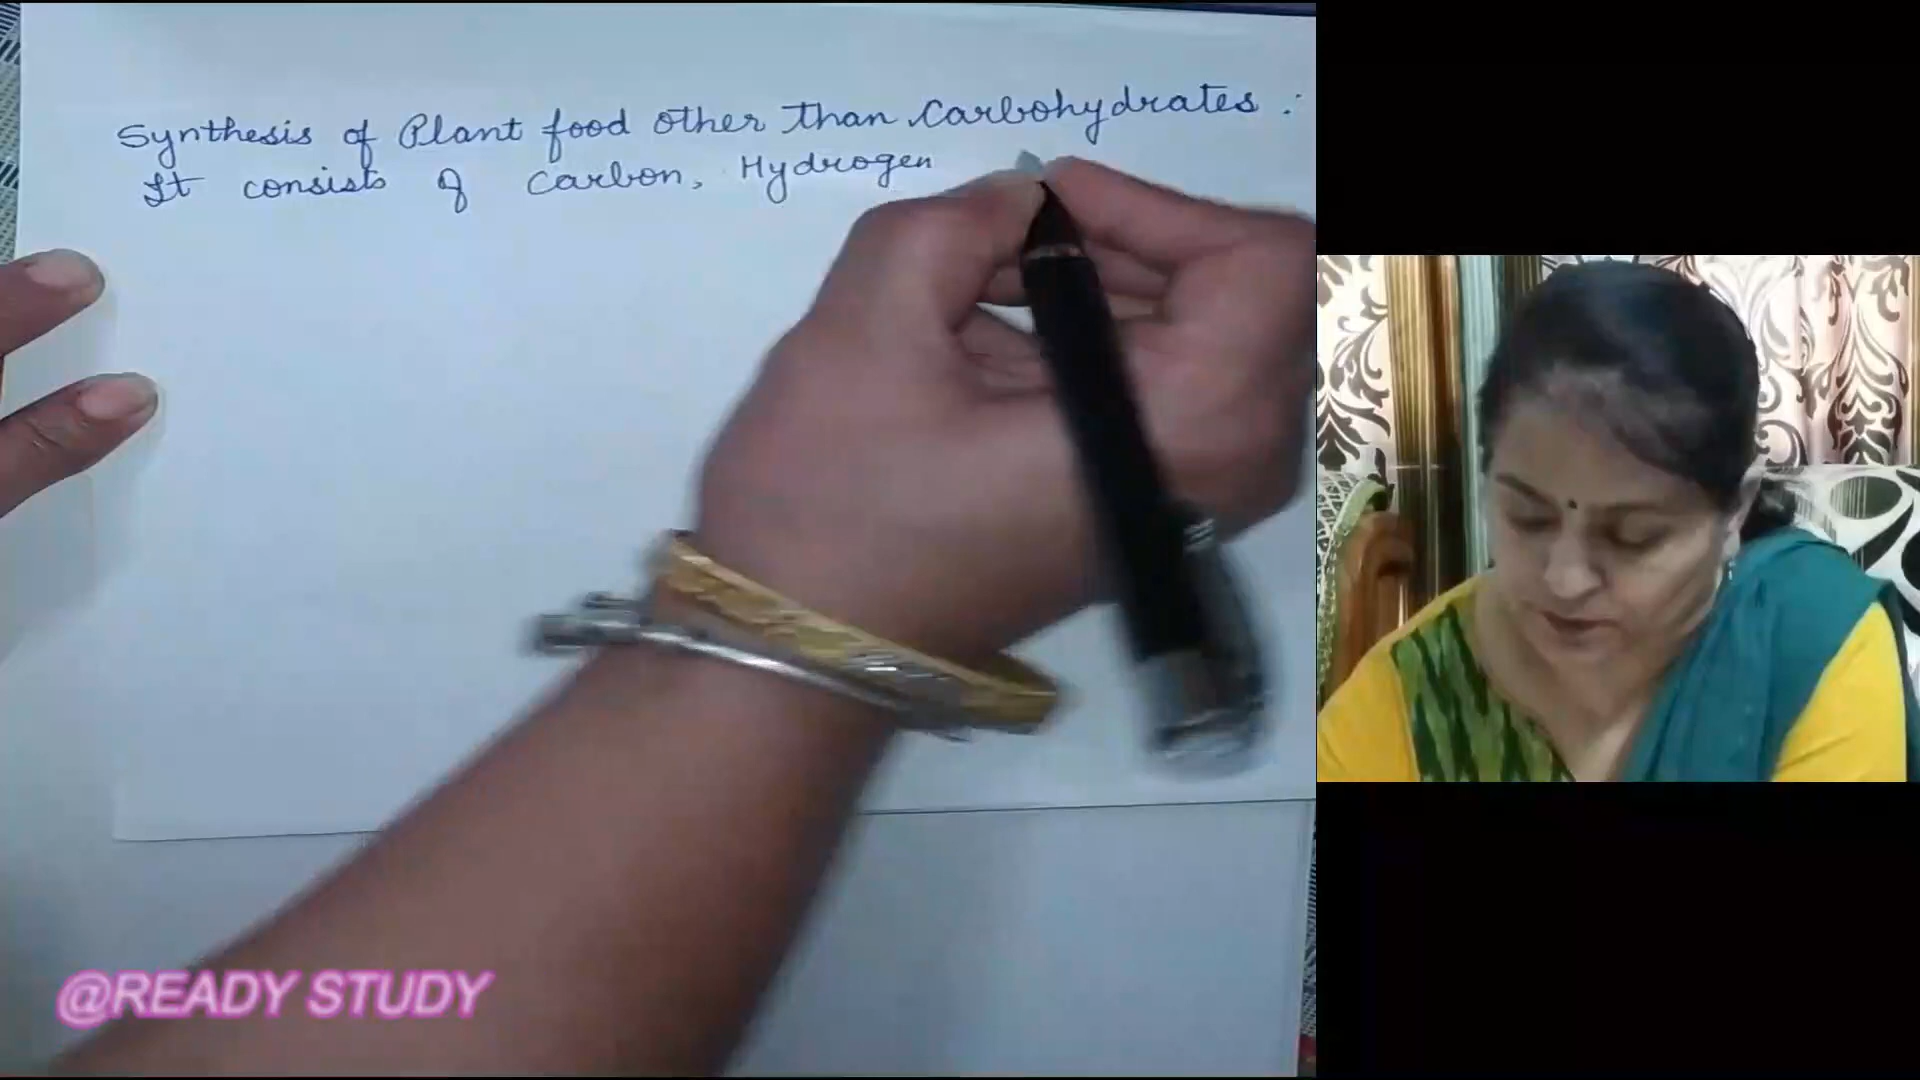 Synthesis of Plant food other than Carbohydrates :
It consists of Carbon, Hydrogen
@READY STUDY